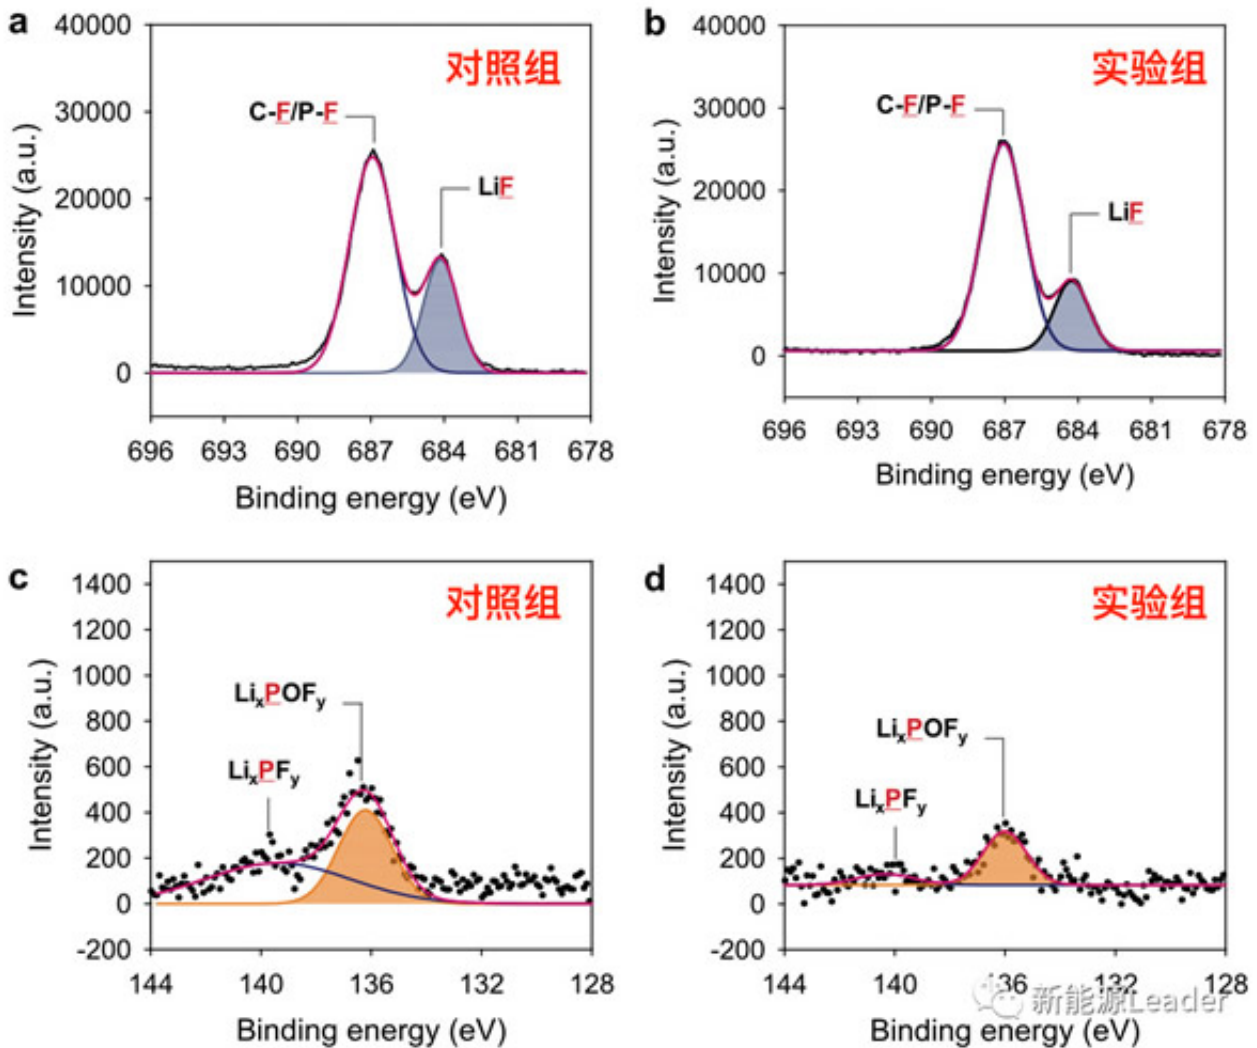 a
对照组
40000
30000
20000
10000
0
Intensity (a.u.)
C-F/P-F
LiF
696 693 690 687 684 681 678
Binding energy (eV)
b
实验组
40000
30000
20000
10000
0
Intensity (a.u.)
C-F/P-F
LiF
696 693 690 687 684 681 678
Binding energy (eV)
c
对照组
1400
1200
1000
800
600
400
200
0
-200
Intensity (a.u.)
LixPOFy
LixPFy
144 140 136 132 128
Binding energy (eV)
d
实验组
1400
1200
1000
800
600
400
200
0
-200
Intensity (a.u.)
LixPOFy
LixPFy
144 140 136 132 128
Binding energy (eV)
新能源Leader